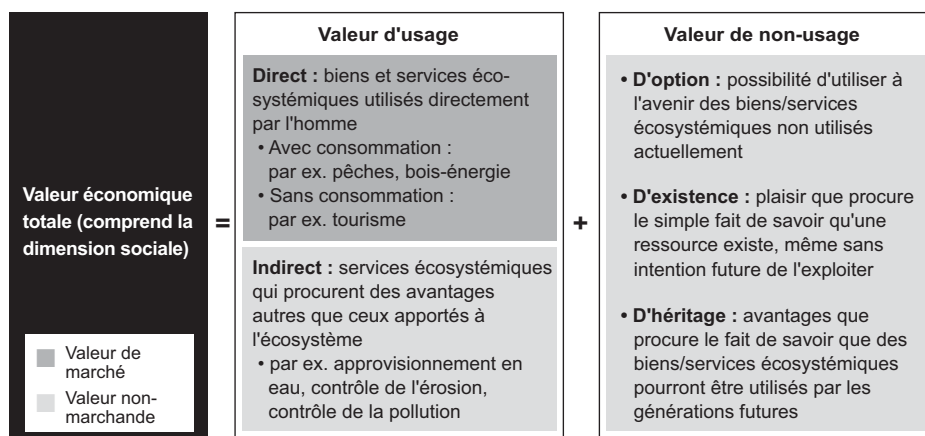 Valeur économique
totale (comprend la
dimension sociale)
Valeur de
marché
Valeur non-
marchande
=
Valeur d'usage
Direct : biens et services éco-
systémiques utilisés directement
par l'homme
• Avec consommation :
par ex. pêches, bois-énergie
• Sans consommation :
par ex. tourisme
Indirect : services écosystémiques
qui procurent des avantages
autres que ceux apportés à
l'écosystème
• par ex. approvisionnement en
eau, contrôle de l'érosion,
contrôle de la pollution
+
Valeur de non-usage
• D'option : possibilité d'utiliser à
l'avenir des biens/services
écosystémiques non utilisés
actuellement
• D'existence : plaisir que procure
le simple fait de savoir qu'une
ressource existe, même sans
intention future de l'exploiter
• D'héritage : avantages que
procure le fait de savoir que des
biens/services écosystémiques
pourront être utilisés par les
générations futures